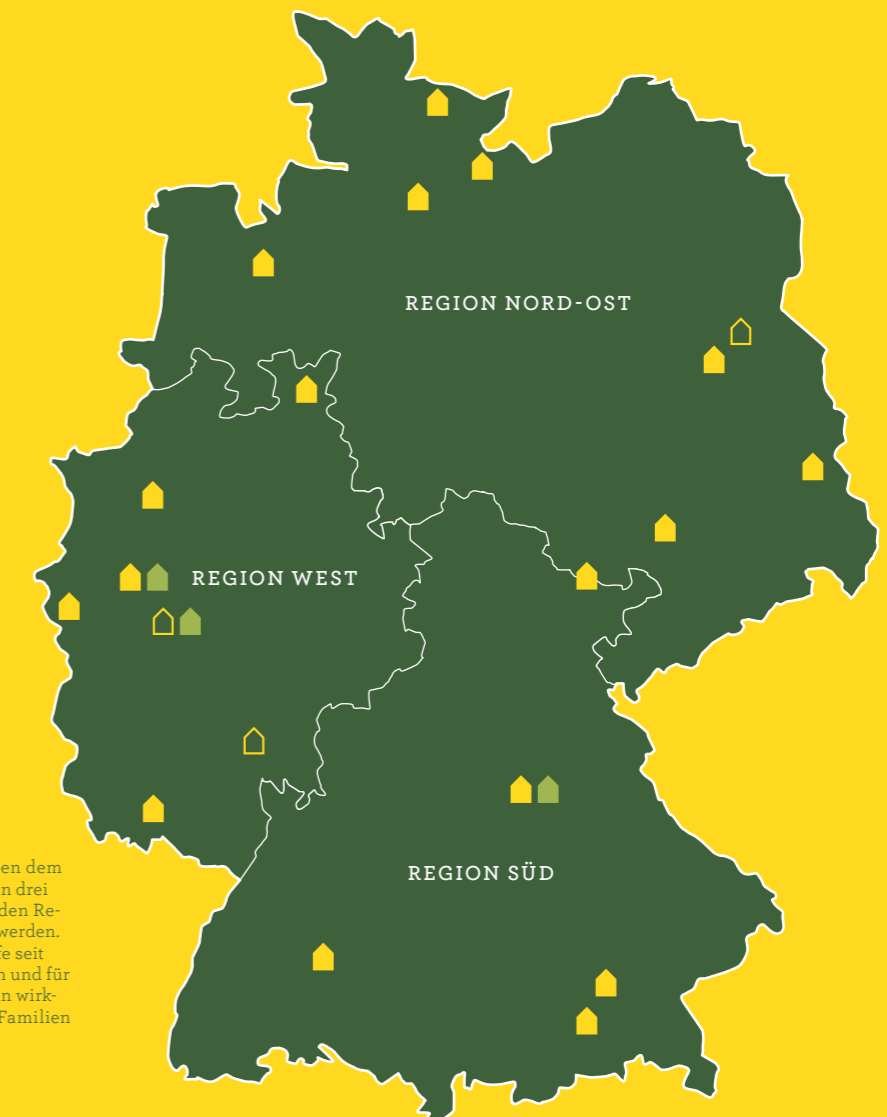 REGION NORD-OST
REGION WEST
REGION SÜD
en dem
n drei
den Re-
werden.
fe seit
n und für
n wirk-
Familien